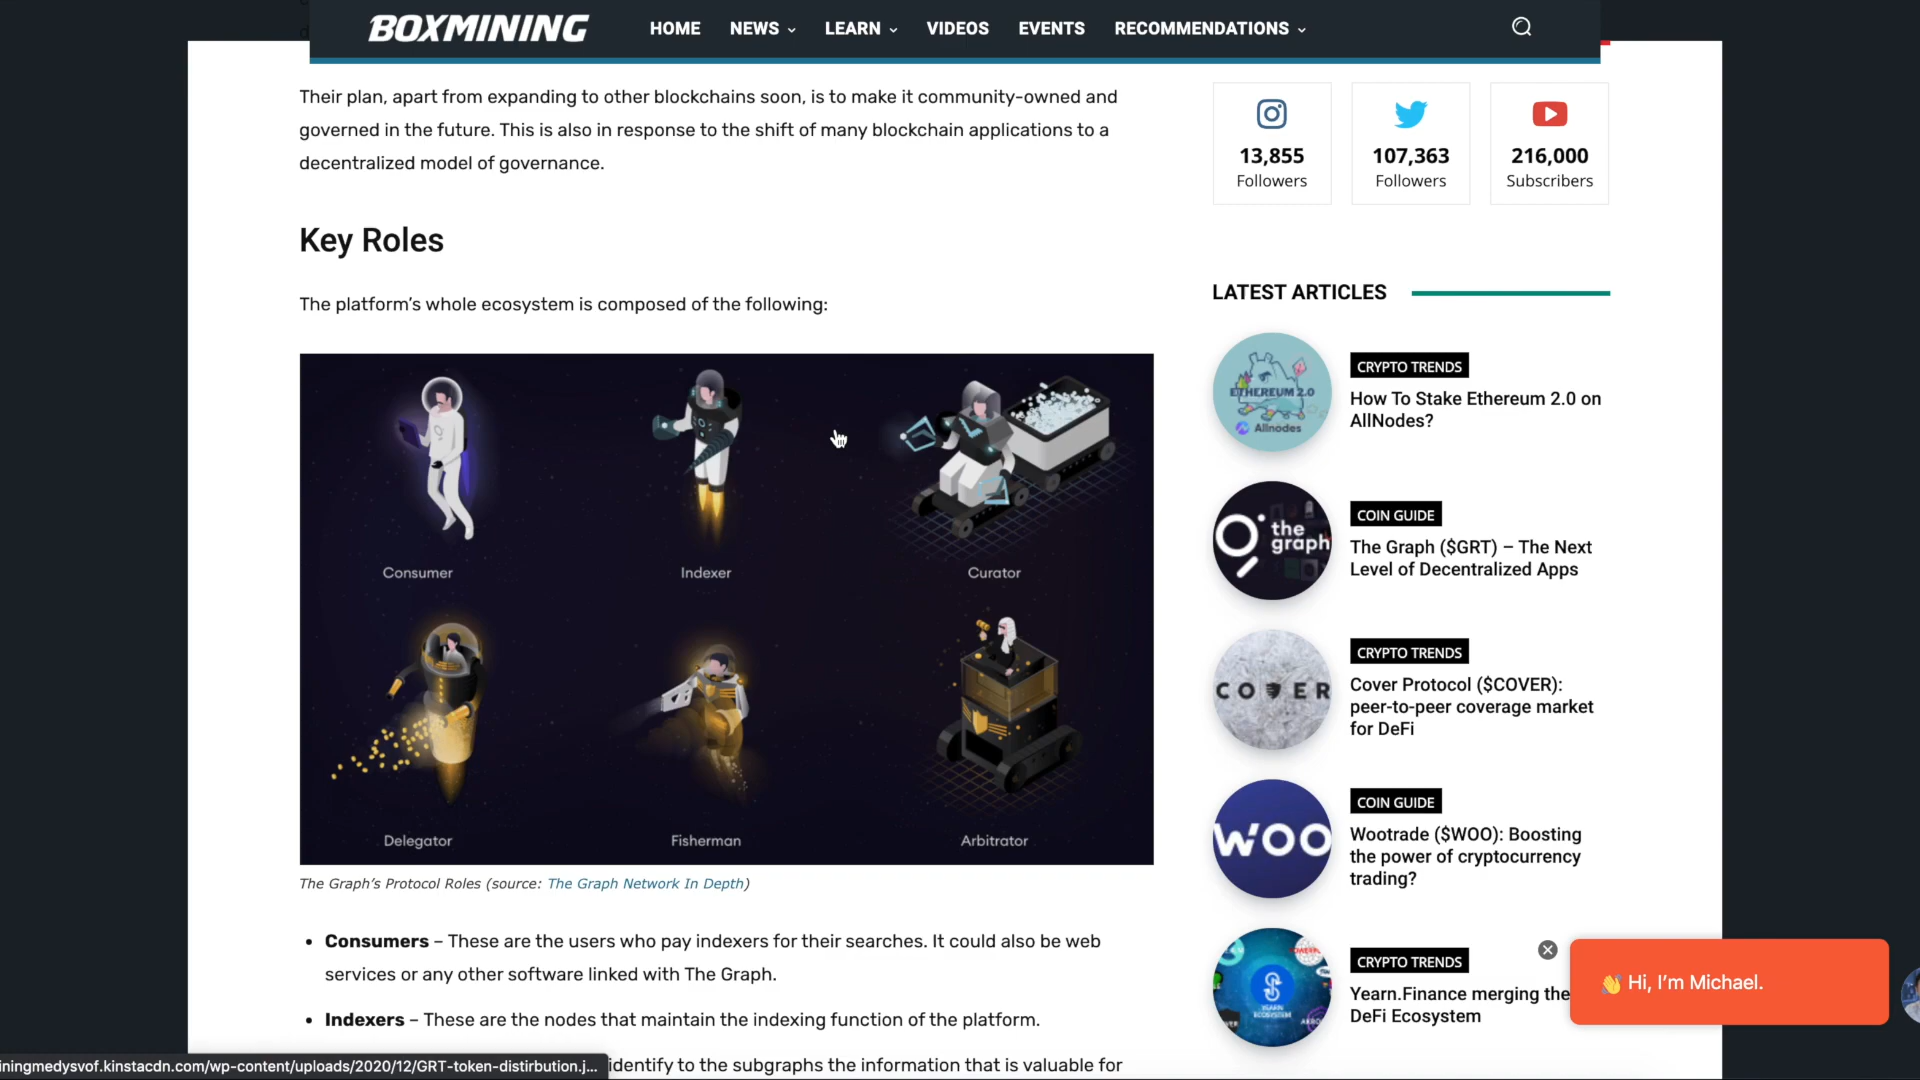 BOXMINING
HOME NEWS LEARN VIDEOS EVENTS RECOMMENDATIONS
Their plan, apart from expanding to other blockchains soon, is to make it community-owned and
governed in the future. This is also in response to the shift of many blockchain applications to a
decentralized model of governance.
Key Roles
The platform’s whole ecosystem is composed of the following:
Consumer Indexer Curator
Delegator Fisherman Arbitrator
The Graph’s Protocol Roles (source: The Graph Network In Depth)
• Consumers – These are the users who pay indexers for their searches. It could also be web
services or any other software linked with The Graph.
• Indexers – These are the nodes that maintain the indexing function of the platform.
identify to the subgraphs the information that is valuable for
iningmedysvof.kinstacdn.com/wp-content/uploads/2020/12/GRT-token-distirbution.j...
13,855 107,363 216,000
Followers Followers Subscribers
LATEST ARTICLES
ETHEREUM 2.0
Allnodes
CRYPTO TRENDS
How To Stake Ethereum 2.0 on
AllNodes?
the
graph
COIN GUIDE
The Graph ($GRT) – The Next
Level of Decentralized Apps
COVER
CRYPTO TRENDS
Cover Protocol ($COVER):
peer-to-peer coverage market
for DeFi
WOO
COIN GUIDE
Wootrade ($WOO): Boosting
the power of cryptocurrency
trading?
YEARN
ECOSYSTEM
CRYPTO TRENDS
Yearn.Finance merging the
DeFi Ecosystem
👋 Hi, I’m Michael.